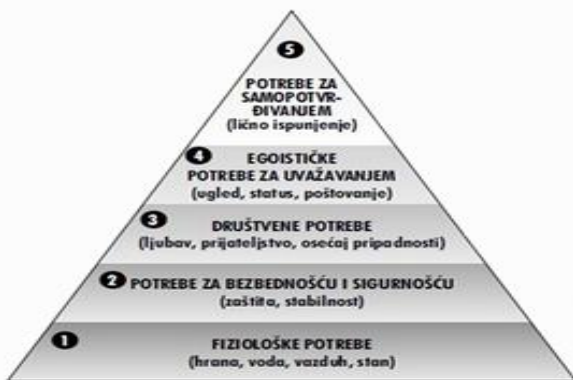 5
POTREBE ZA
SAMOPOTVR-
ĐIVANJEM
(lično ispunjenje)
4 EGOISTIČKE
POTREBE ZA UVAŽAVANJEM
(ugled, status, poštovanje)
3 DRUŠTVENE POTREBE
(ljubav, prijateljstvo, osećaj pripadnosti)
2 POTREBE ZA BEZBEDNOŠĆU I SIGURNOŠĆU
(zaštita, stabilnost)
1 FIZIOLOŠKE POTREBE
(hrana, voda, vazduh, stan)